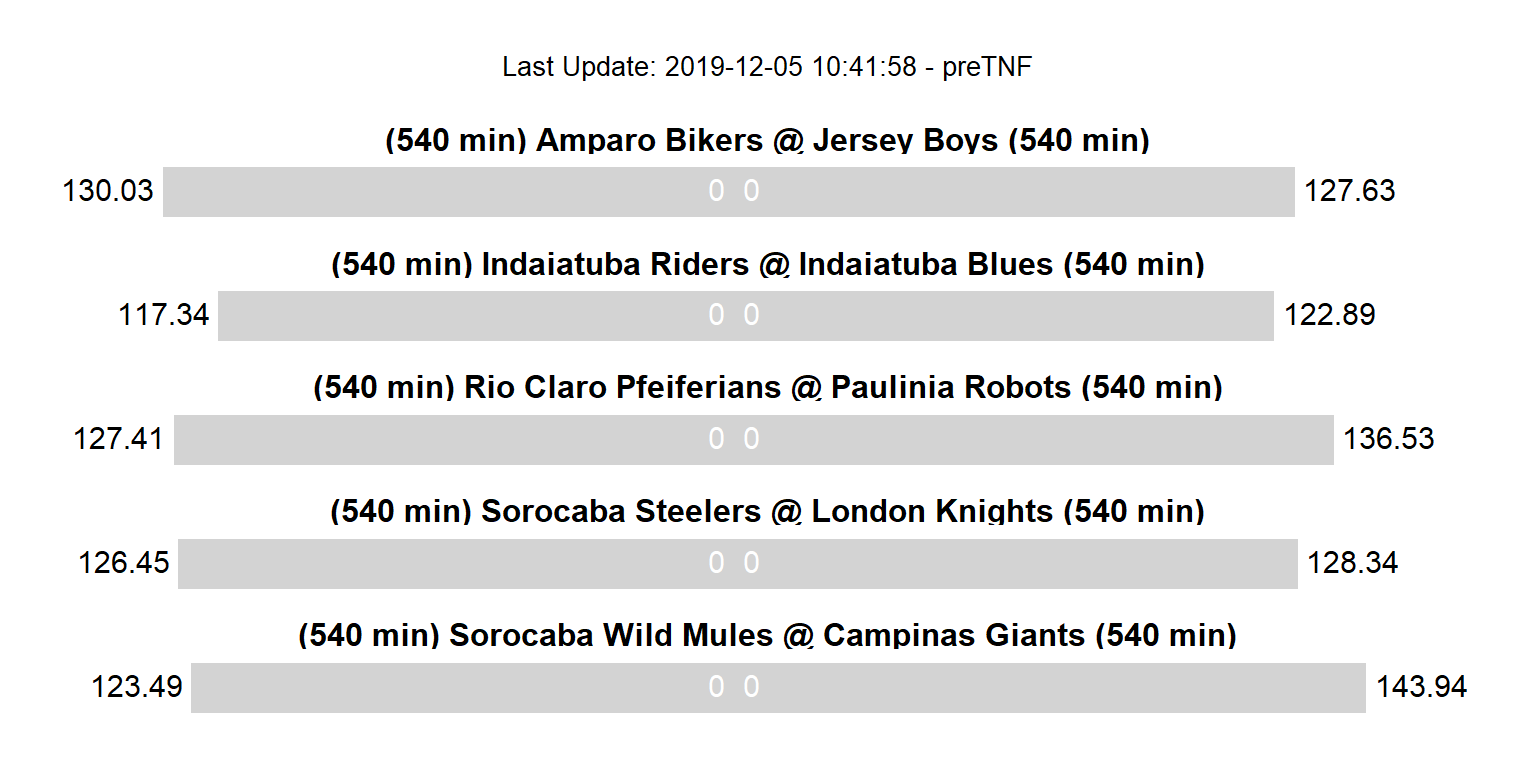 Last Update: 2019-12-05 10:41:58 - preTNF
(540 min) Amparo Bikers @ Jersey Boys (540 min)
130.03 0 0 127.63
(540 min) Indaiatuba Riders @ Indaiatuba Blues (540 min)
117.34 0 0 122.89
(540 min) Rio Claro Pfeiferians @ Paulinia Robots (540 min)
127.41 0 0 136.53
(540 min) Sorocaba Steelers @ London Knights (540 min)
126.45 0 0 128.34
(540 min) Sorocaba Wild Mules @ Campinas Giants (540 min)
123.49 0 0 143.94